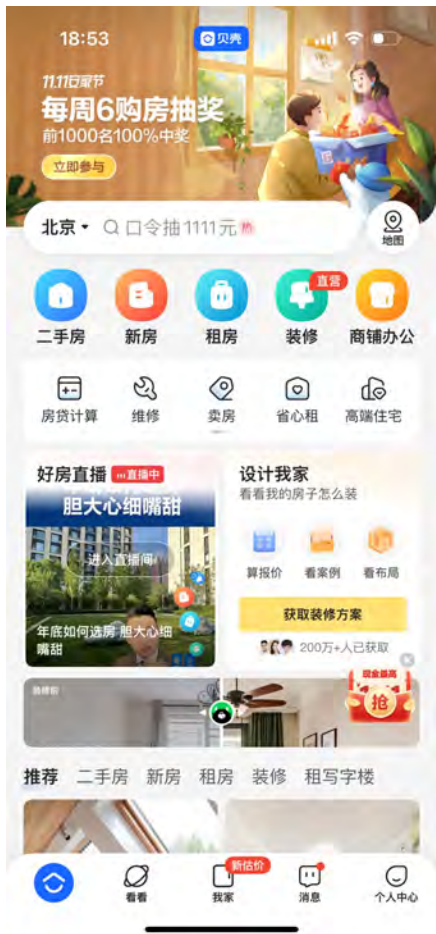 18:53
贝壳
11.11巨家节
每周6购房抽奖
前1000名100%中奖
立即参与
北京
口令抽1111元 热
地图
直营
二手房 新房 租房 装修 商铺办公
房贷计算 维修 卖房 省心租 高端住宅
好房直播 直播中
胆大心细嘴甜
进入直播间
年底如何选房 胆大心细
嘴甜
设计我家
看看我的房子怎么装
算报价 看案例 看布局
获取装修方案
200万+人已获取
装修前
现金最高
抢
推荐 二手房 新房 租房 装修 租写字楼
新估价
看看 我家 消息 个人中心